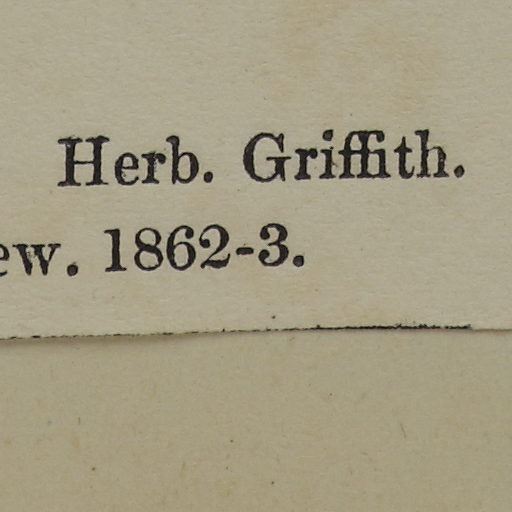 Herb. Griffith.
ew. 1862-3.